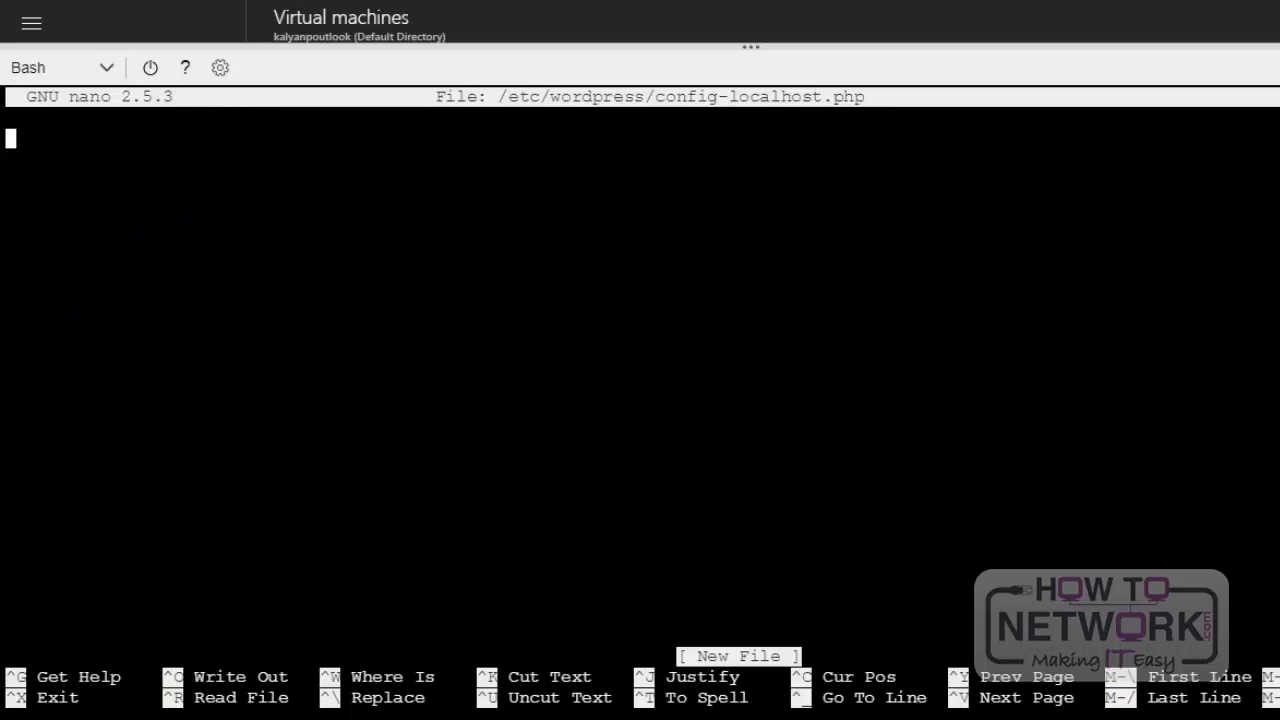 Virtual machines
kalyanpoutlook (Default Directory)
Bash
?
GNU nano 2.5.3 File: /etc/wordpress/config-localhost.php
HOW TO
NETWORK.com
Making IT Easy
[ New File ]
^G Get Help ^O Write Out ^W Where Is ^K Cut Text ^J Justify ^C Cur Pos ^Y Prev Page M-\ First Line M-
^X Exit ^R Read File ^\ Replace ^U Uncut Text ^T To Spell ^_ Go To Line ^V Next Page M-/ Last Line M-